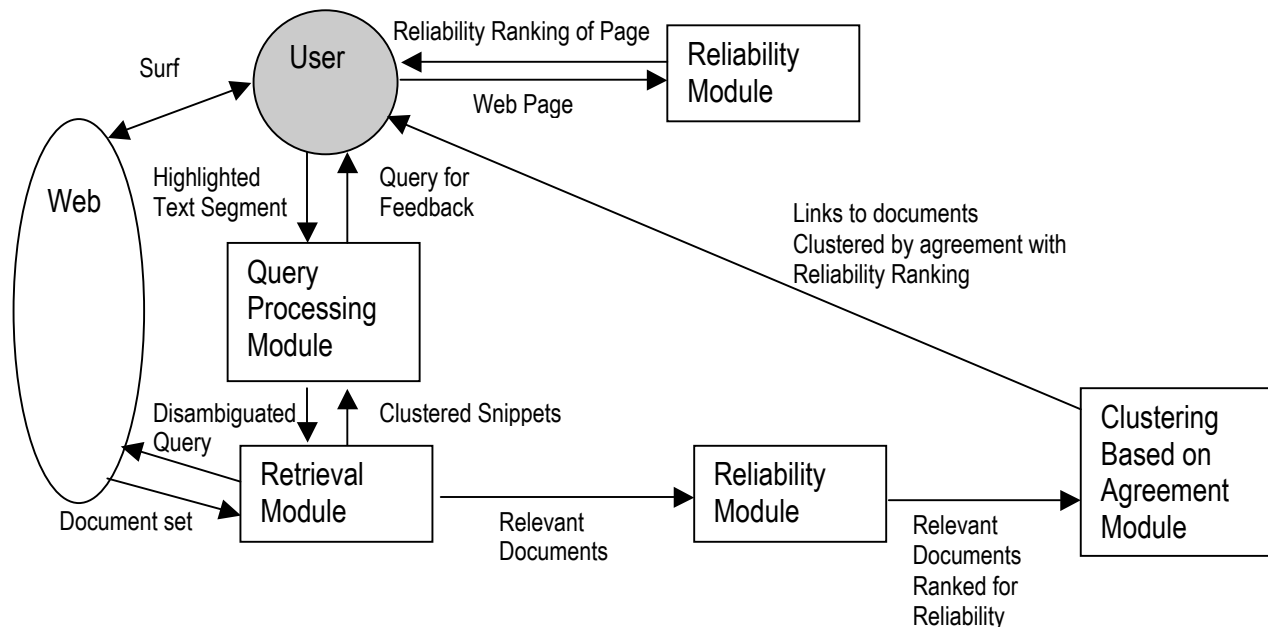 Reliability Ranking of Page
User
Reliability
Module
Surf
Web Page
Highlighted
Text Segment
Query for
Feedback
Web
Links to documents
Clustered by agreement with
Reliability Ranking
Query
Processing
Module
Disambiguated
Query
Clustered Snippets
Clustering
Based on
Agreement
Module
Retrieval
Module
Reliability
Module
Document set
Relevant
Documents
Relevant
Documents
Ranked for
Reliability